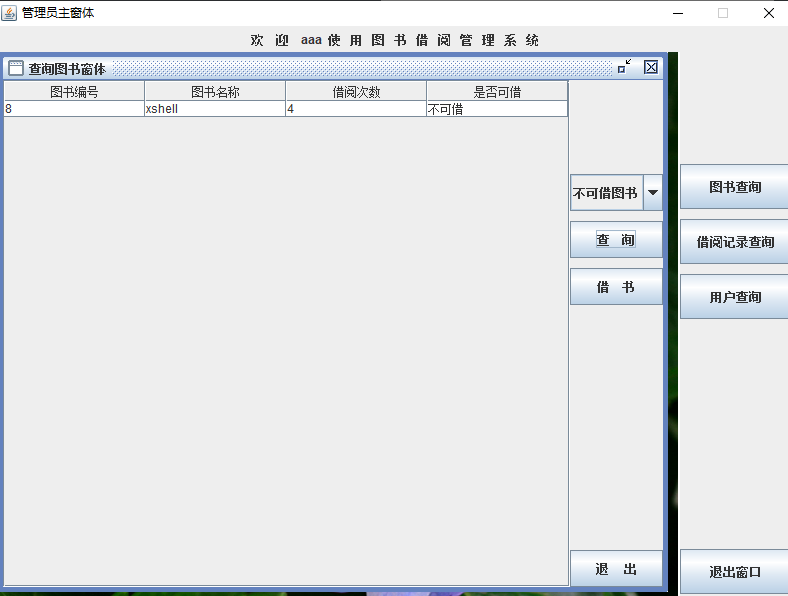 管理员主窗体
欢 迎 aaa 使 用 图 书 借 阅 管 理 系 统
查询图书窗体
图书编号 图书名称 借阅次数 是否可借
8 xshell 4 不可借
不可借图书
查 询
借 书
退 出
图书查询
借阅记录查询
用户查询
退出窗口